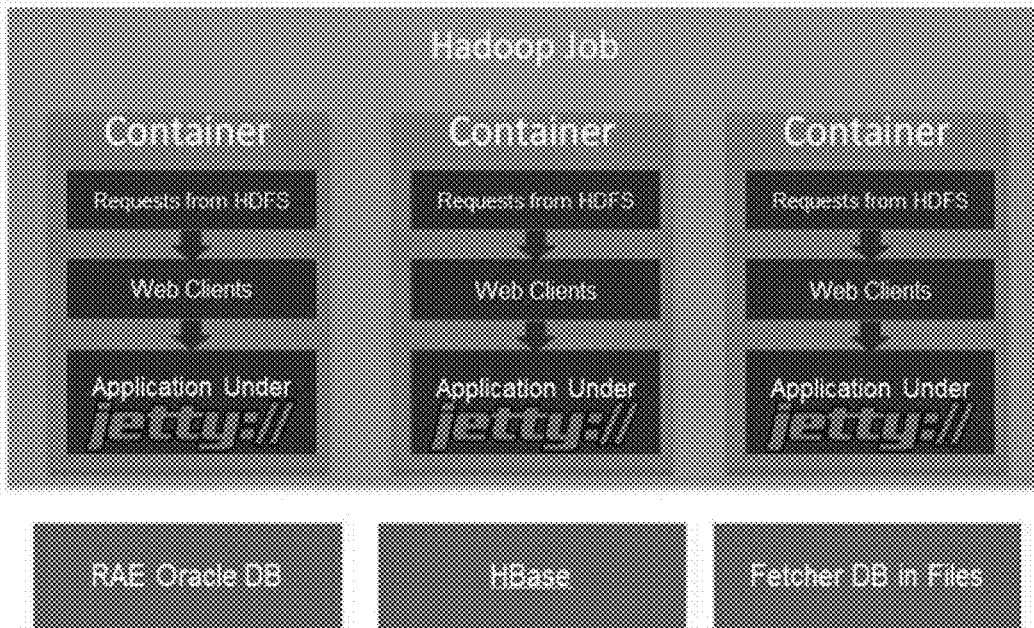 Hadoop Job
Container
Container
Container
Requests from HDFS
Requests from HDFS
Requests from HDFS
Web Clients
Web Clients
Web Clients
Application Under
jetty://
Application Under
jetty://
Application Under
jetty://
RAE Oracle DB
HBase
Fetcher DB in Files